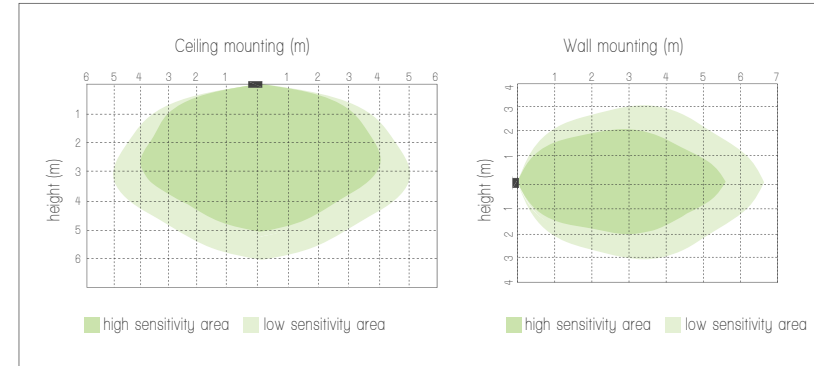 Ceiling mounting (m)
6 5 4 3 2 1 1 2 3 4 5 6
height (m)
1
2
3
4
5
6
high sensitivity area low sensitivity area
Wall mounting (m)
1 2 3 4 5 6 7
height (m)
4
3
2
1
1
2
3
4
high sensitivity area low sensitivity area